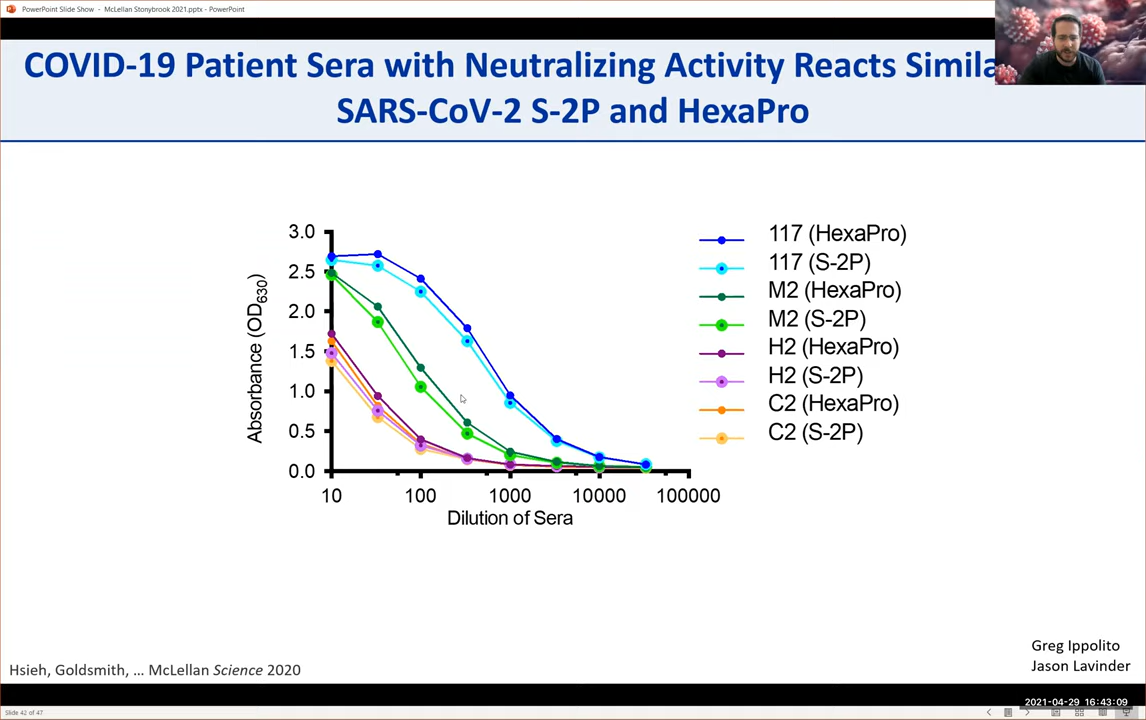 PowerPoint Slide Show - McLellan Stonybrook 2021.pptx - PowerPoint
COVID-19 Patient Sera with Neutralizing Activity Reacts
SARS-CoV-2 S-2P and HexaPro
3.0
2.5
2.0
1.5
1.0
0.5
0.0
Absorbance (OD630)
10 100 1000 10000 100000
Dilution of Sera
117 (HexaPro)
117 (S-2P)
M2 (HexaPro)
M2 (S-2P)
H2 (HexaPro)
H2 (S-2P)
C2 (HexaPro)
C2 (S-2P)
Greg Ippolito
Jason Lavinder
Hsieh, Goldsmith, ... McLellan Science 2020
2021-04-29 16:43:09
Slide 42 of 47